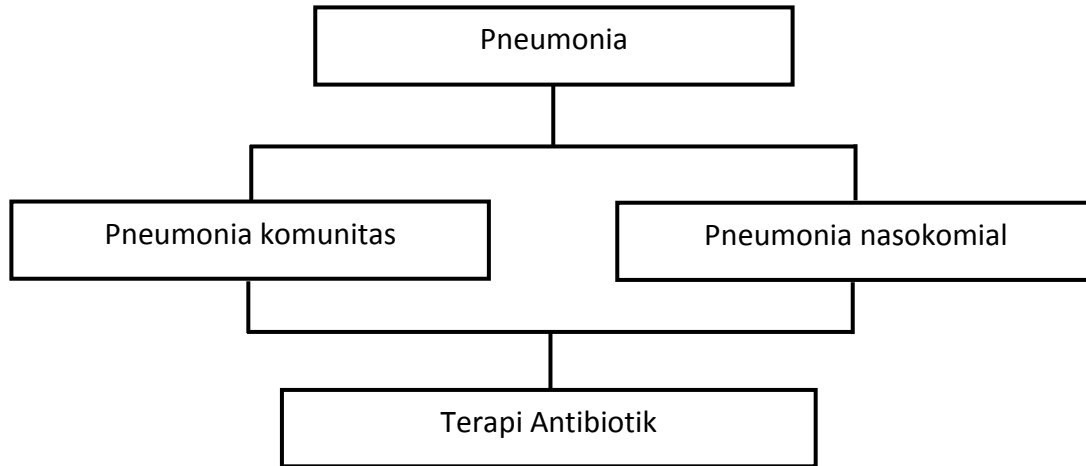 Pneumonia
Pneumonia komunitas
Pneumonia nasokomial
Terapi Antibiotik